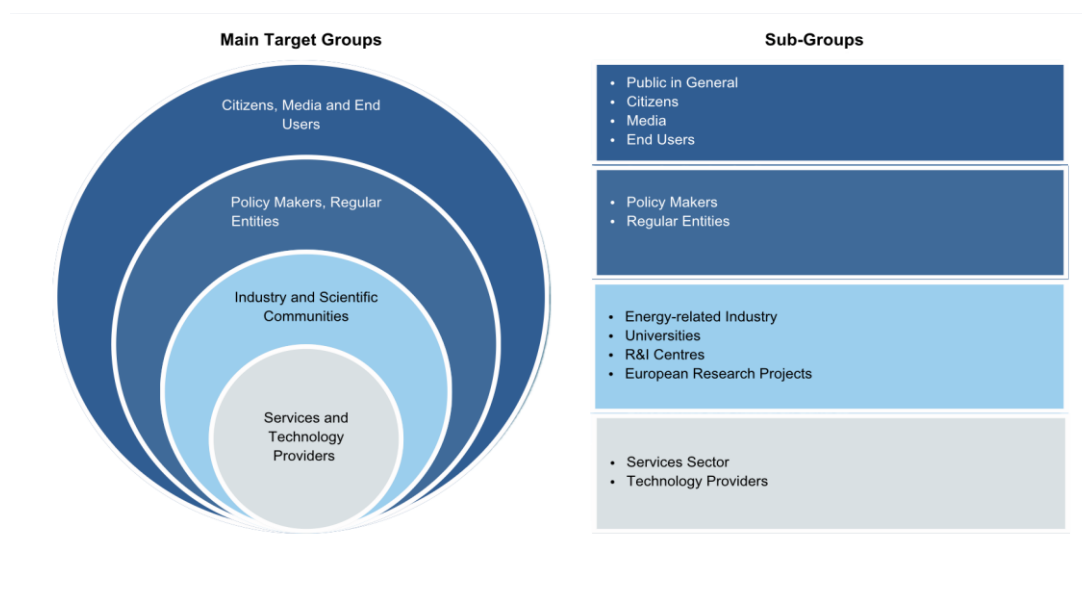 Main Target Groups
Sub-Groups
Citizens, Media and End
Users
Policy Makers, Regular
Entities
Industry and Scientific
Communities
Services and
Technology
Providers
• Public in General
• Citizens
• Media
• End Users
• Policy Makers
• Regular Entities
• Energy-related Industry
• Universities
• R&I Centres
• European Research Projects
• Services Sector
• Technology Providers